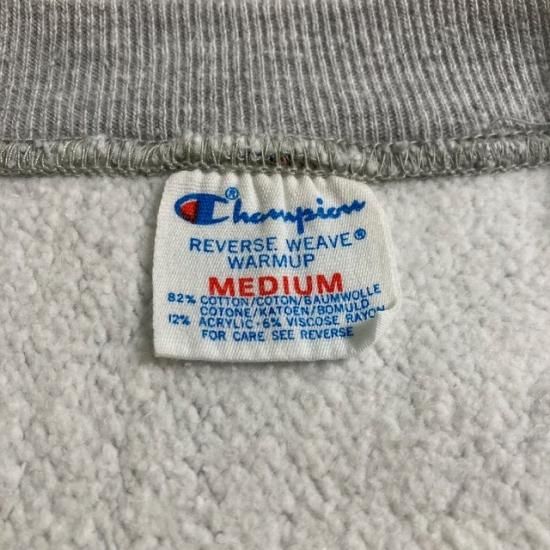 Champion®
REVERSE WEAVE®
WARMUP
MEDIUM
82% COTTON/COTON/BAUMWOLLE
COTONE/KATOEN/BOMULD
12% ACRYLIC-6% VISCOSE RAYON
FOR CARE SEE REVERSE